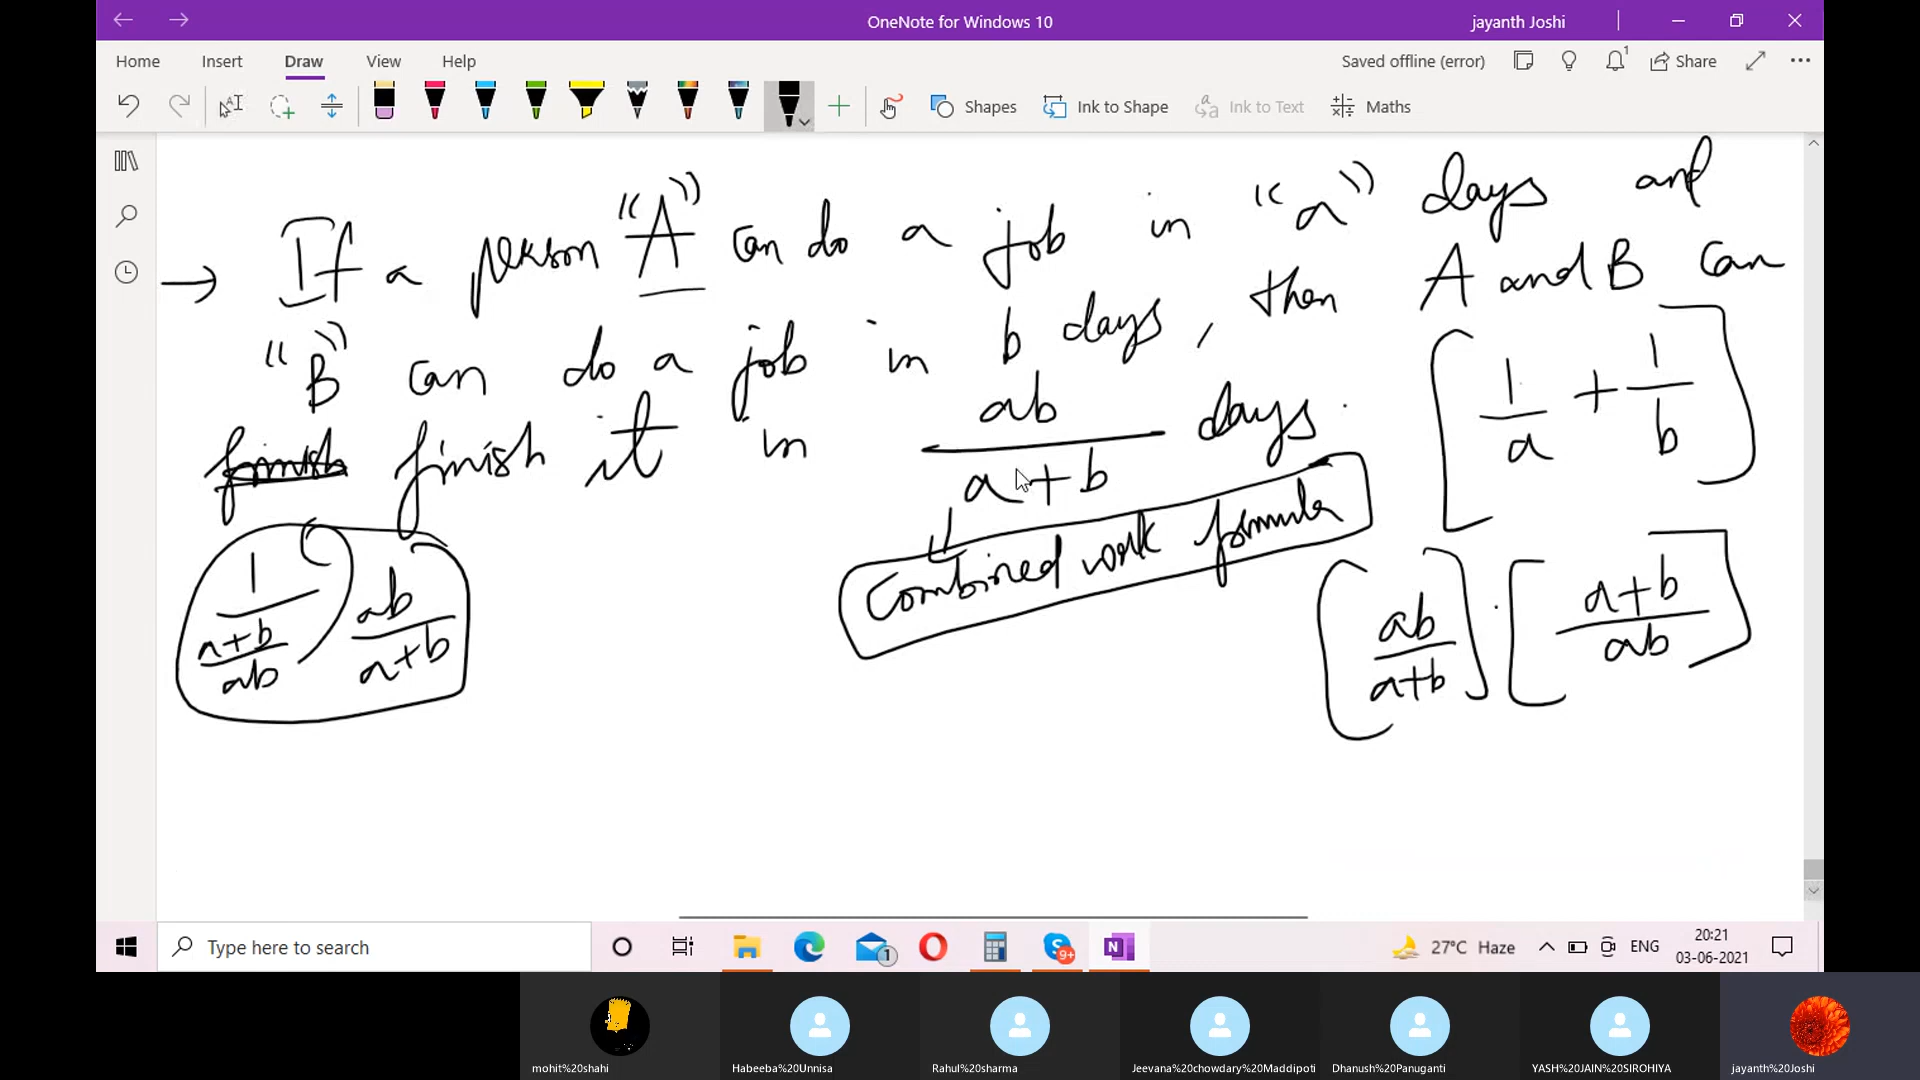 OneNote for Windows 10
jayanth Joshi
Home Insert Draw View Help
Saved offline (error) 1 Share
Shapes Ink to Shape Ink to Text Maths
→ If a person "A" can do a job in "a" days and
"B" can do a job in b days, then A and B can
finish finish it in ab/a+b days.
[1/a + 1/b]
Combined work formula
1/(a+b/ab) ab/a+b
[ab/a+b] · [a+b/ab]
Type here to search
1
9+
N
27°C Haze
ENG
20:21
03-06-2021
mohit%20shahi
Habeeba%20Unnisa
Rahul%20sharma
Jeevana%20chowdary%20Maddipoti
Dhanush%20Panuganti
YASH%20JAIN%20SIROHIYA
jayanth%20Joshi